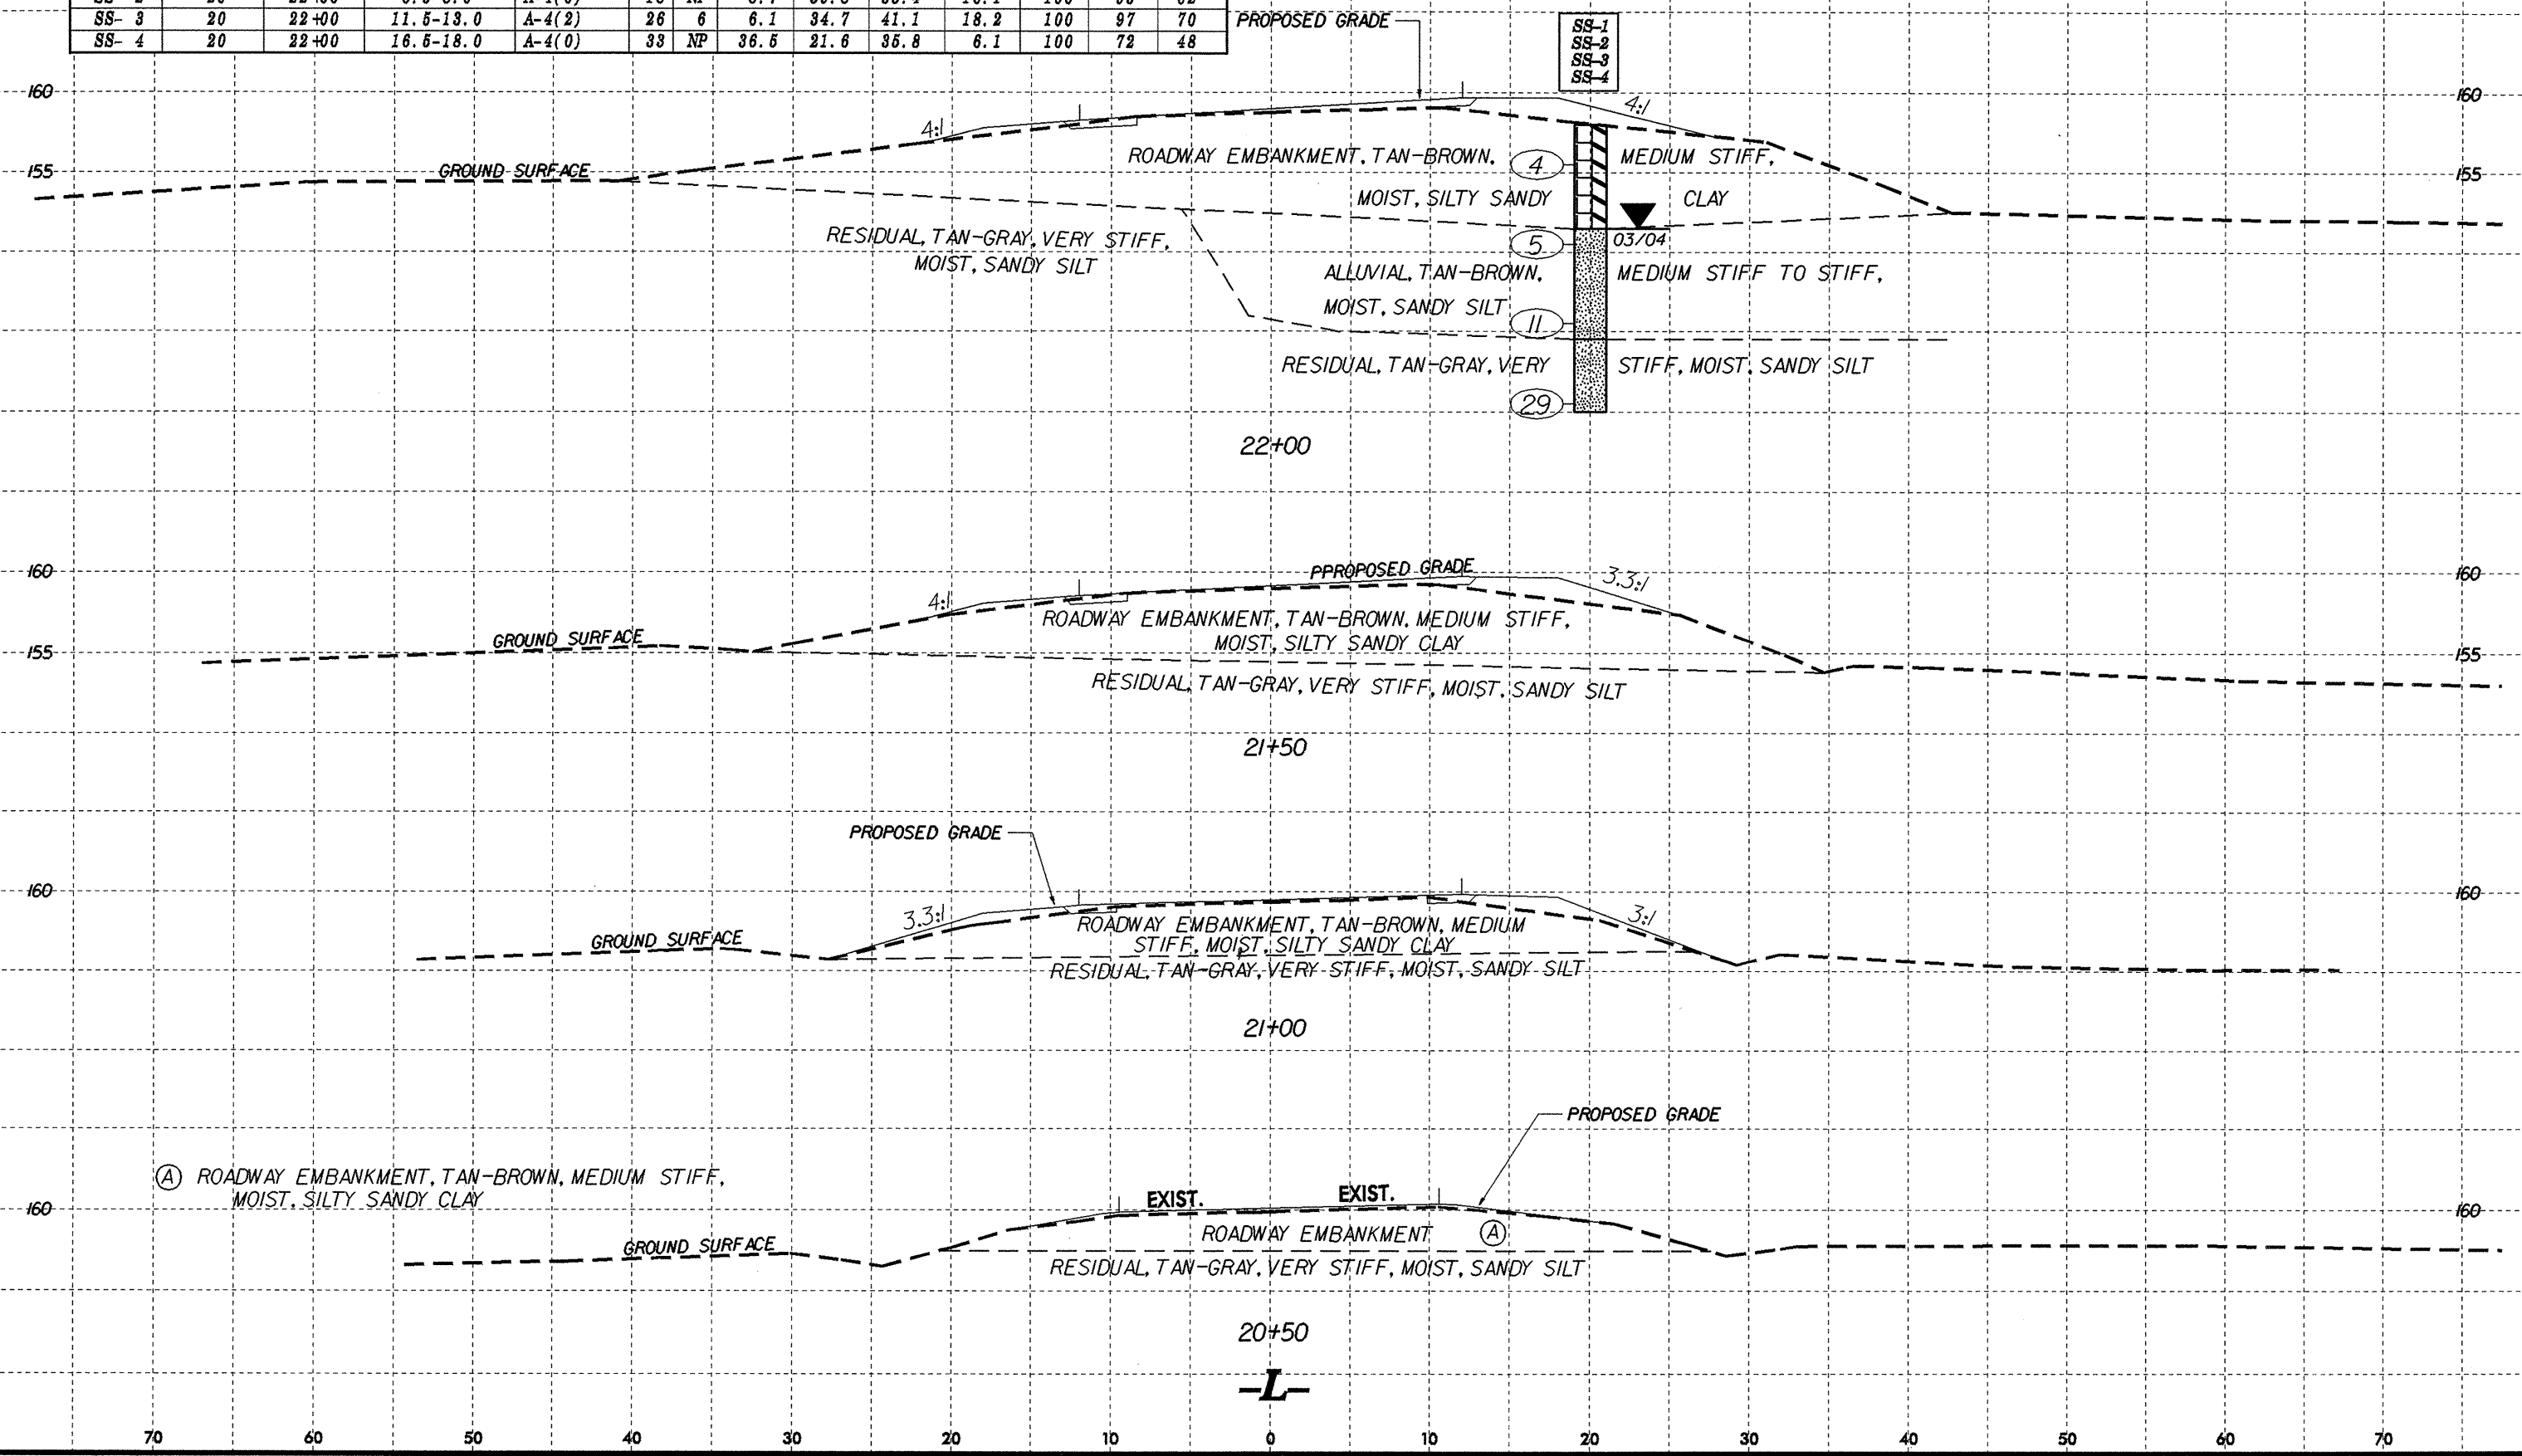 SS- 3 20 22+00 11.5-13.0 A-4(2) 26 6 6.1 34.7 41.1 18.2 100 97 70
SS- 4 20 22+00 16.5-18.0 A-4(0) 33 NP 36.5 21.6 35.8 6.1 100 72 48
PROPOSED GRADE
SS-1
SS-2
SS-3
SS-4
160 160
4:1 4:1
155 GROUND SURFACE 155
ROADWAY EMBANKMENT, TAN-BROWN, 4 MEDIUM STIFF,
MOIST, SILTY SANDY CLAY
RESIDUAL, TAN-GRAY, VERY STIFF,
MOIST, SANDY SILT
5 03/04
ALLUVIAL, TAN-BROWN, MEDIUM STIFF TO STIFF,
MOIST, SANDY SILT
11
RESIDUAL, TAN-GRAY, VERY STIFF, MOIST, SANDY SILT
29
22+00
160 PPROPOSED GRADE 160
4:1 3.3:1
ROADWAY EMBANKMENT, TAN-BROWN, MEDIUM STIFF,
MOIST, SILTY SANDY CLAY
GROUND SURFACE
155 155
RESIDUAL, TAN-GRAY, VERY STIFF, MOIST, SANDY SILT
21+50
PROPOSED GRADE
160 160
3.3:1 3:1
ROADWAY EMBANKMENT, TAN-BROWN, MEDIUM
STIFF, MOIST, SILTY SANDY CLAY
GROUND SURFACE
RESIDUAL, TAN-GRAY, VERY STIFF, MOIST, SANDY SILT
21+00
PROPOSED GRADE
A ROADWAY EMBANKMENT, TAN-BROWN, MEDIUM STIFF,
MOIST, SILTY SANDY CLAY
160 EXIST. EXIST. 160
ROADWAY EMBANKMENT A
GROUND SURFACE
RESIDUAL, TAN-GRAY, VERY STIFF, MOIST, SANDY SILT
20+50
-L-
70 60 50 40 30 20 10 0 10 20 30 40 50 60 70